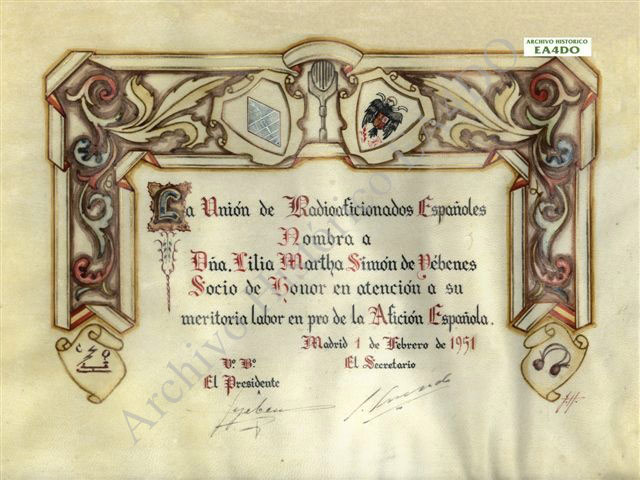 ARCHIVO HISTORICO
EA4DO
La Unión de Radioaficionados Españoles
Nombra a
Dña. Lilia Martha Simón de Yébenes
Socio de Honor en atención a su
meritoria labor en pro de la Afición Española.
Madrid 1 de Febrero de 1951
Vº. Bº.
El Secretario
El Presidente